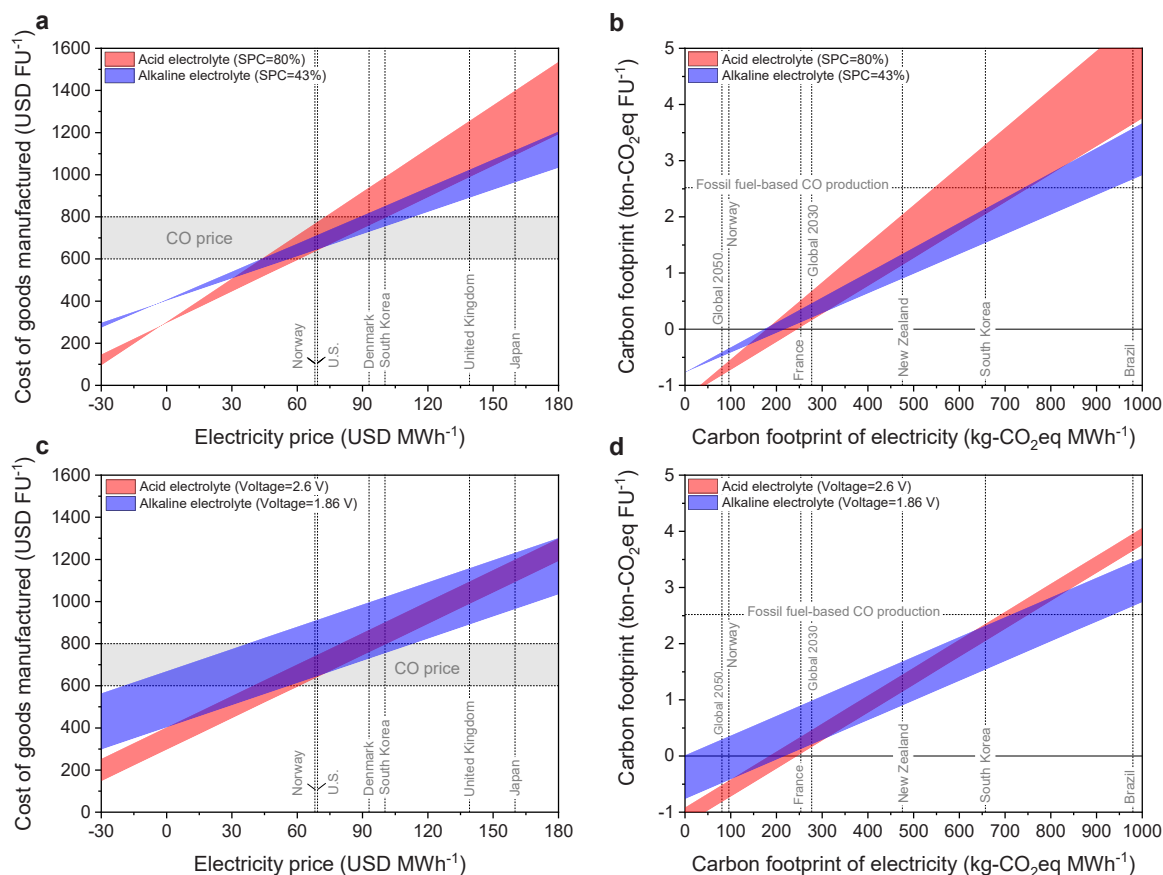 a
Cost of goods manufactured (USD FU⁻¹)
1600
1400
1200
1000
800
600
400
200
0
Acid electrolyte (SPC=80%)
Alkaline electrolyte (SPC=43%)
CO price
Norway
U.S.
Denmark
South Korea
United Kingdom
Japan
-30 0 30 60 90 120 150 180
Electricity price (USD MWh⁻¹)
b
Carbon footprint (ton-CO₂eq FU⁻¹)
5
4
3
2
1
0
-1
Acid electrolyte (SPC=80%)
Alkaline electrolyte (SPC=43%)
Fossil fuel-based CO production
Global 2050
Norway
France
Global 2030
New Zealand
South Korea
Brazil
0 100 200 300 400 500 600 700 800 900 1000
Carbon footprint of electricity (kg-CO₂eq MWh⁻¹)
c
Cost of goods manufactured (USD FU⁻¹)
1600
1400
1200
1000
800
600
400
200
0
Acid electrolyte (Voltage=2.6 V)
Alkaline electrolyte (Voltage=1.86 V)
CO price
Norway
U.S.
Denmark
South Korea
United Kingdom
Japan
-30 0 30 60 90 120 150 180
Electricity price (USD MWh⁻¹)
d
Carbon footprint (ton-CO₂eq FU⁻¹)
5
4
3
2
1
0
-1
Acid electrolyte (Voltage=2.6 V)
Alkaline electrolyte (Voltage=1.86 V)
Fossil fuel-based CO production
Global 2050
Norway
France
Global 2030
New Zealand
South Korea
Brazil
0 100 200 300 400 500 600 700 800 900 1000
Carbon footprint of electricity (kg-CO₂eq MWh⁻¹)